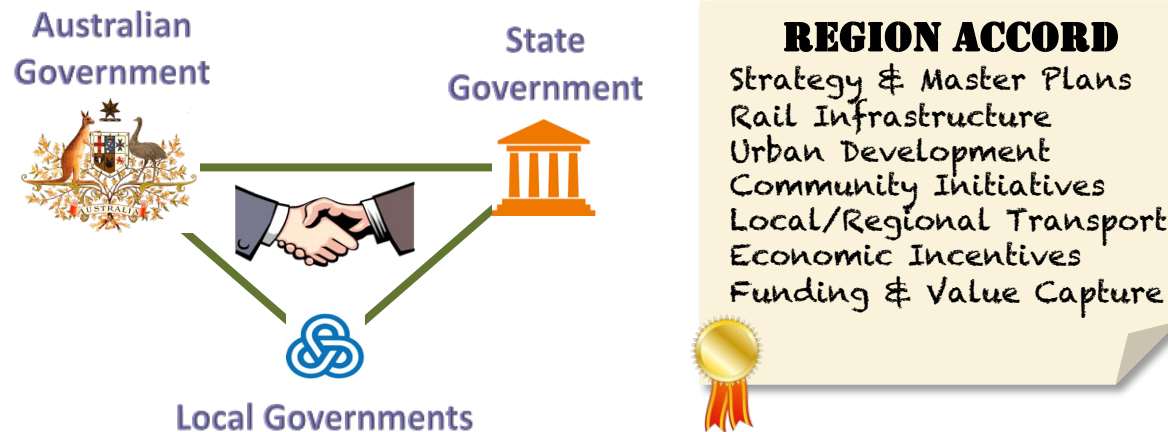 Australian
Government
State
Government
AUSTRALIA
Local Governments
REGION ACCORD
Strategy & Master Plans
Rail Infrastructure
Urban Development
Community Initiatives
Local/Regional Transport
Economic Incentives
Funding & Value Capture